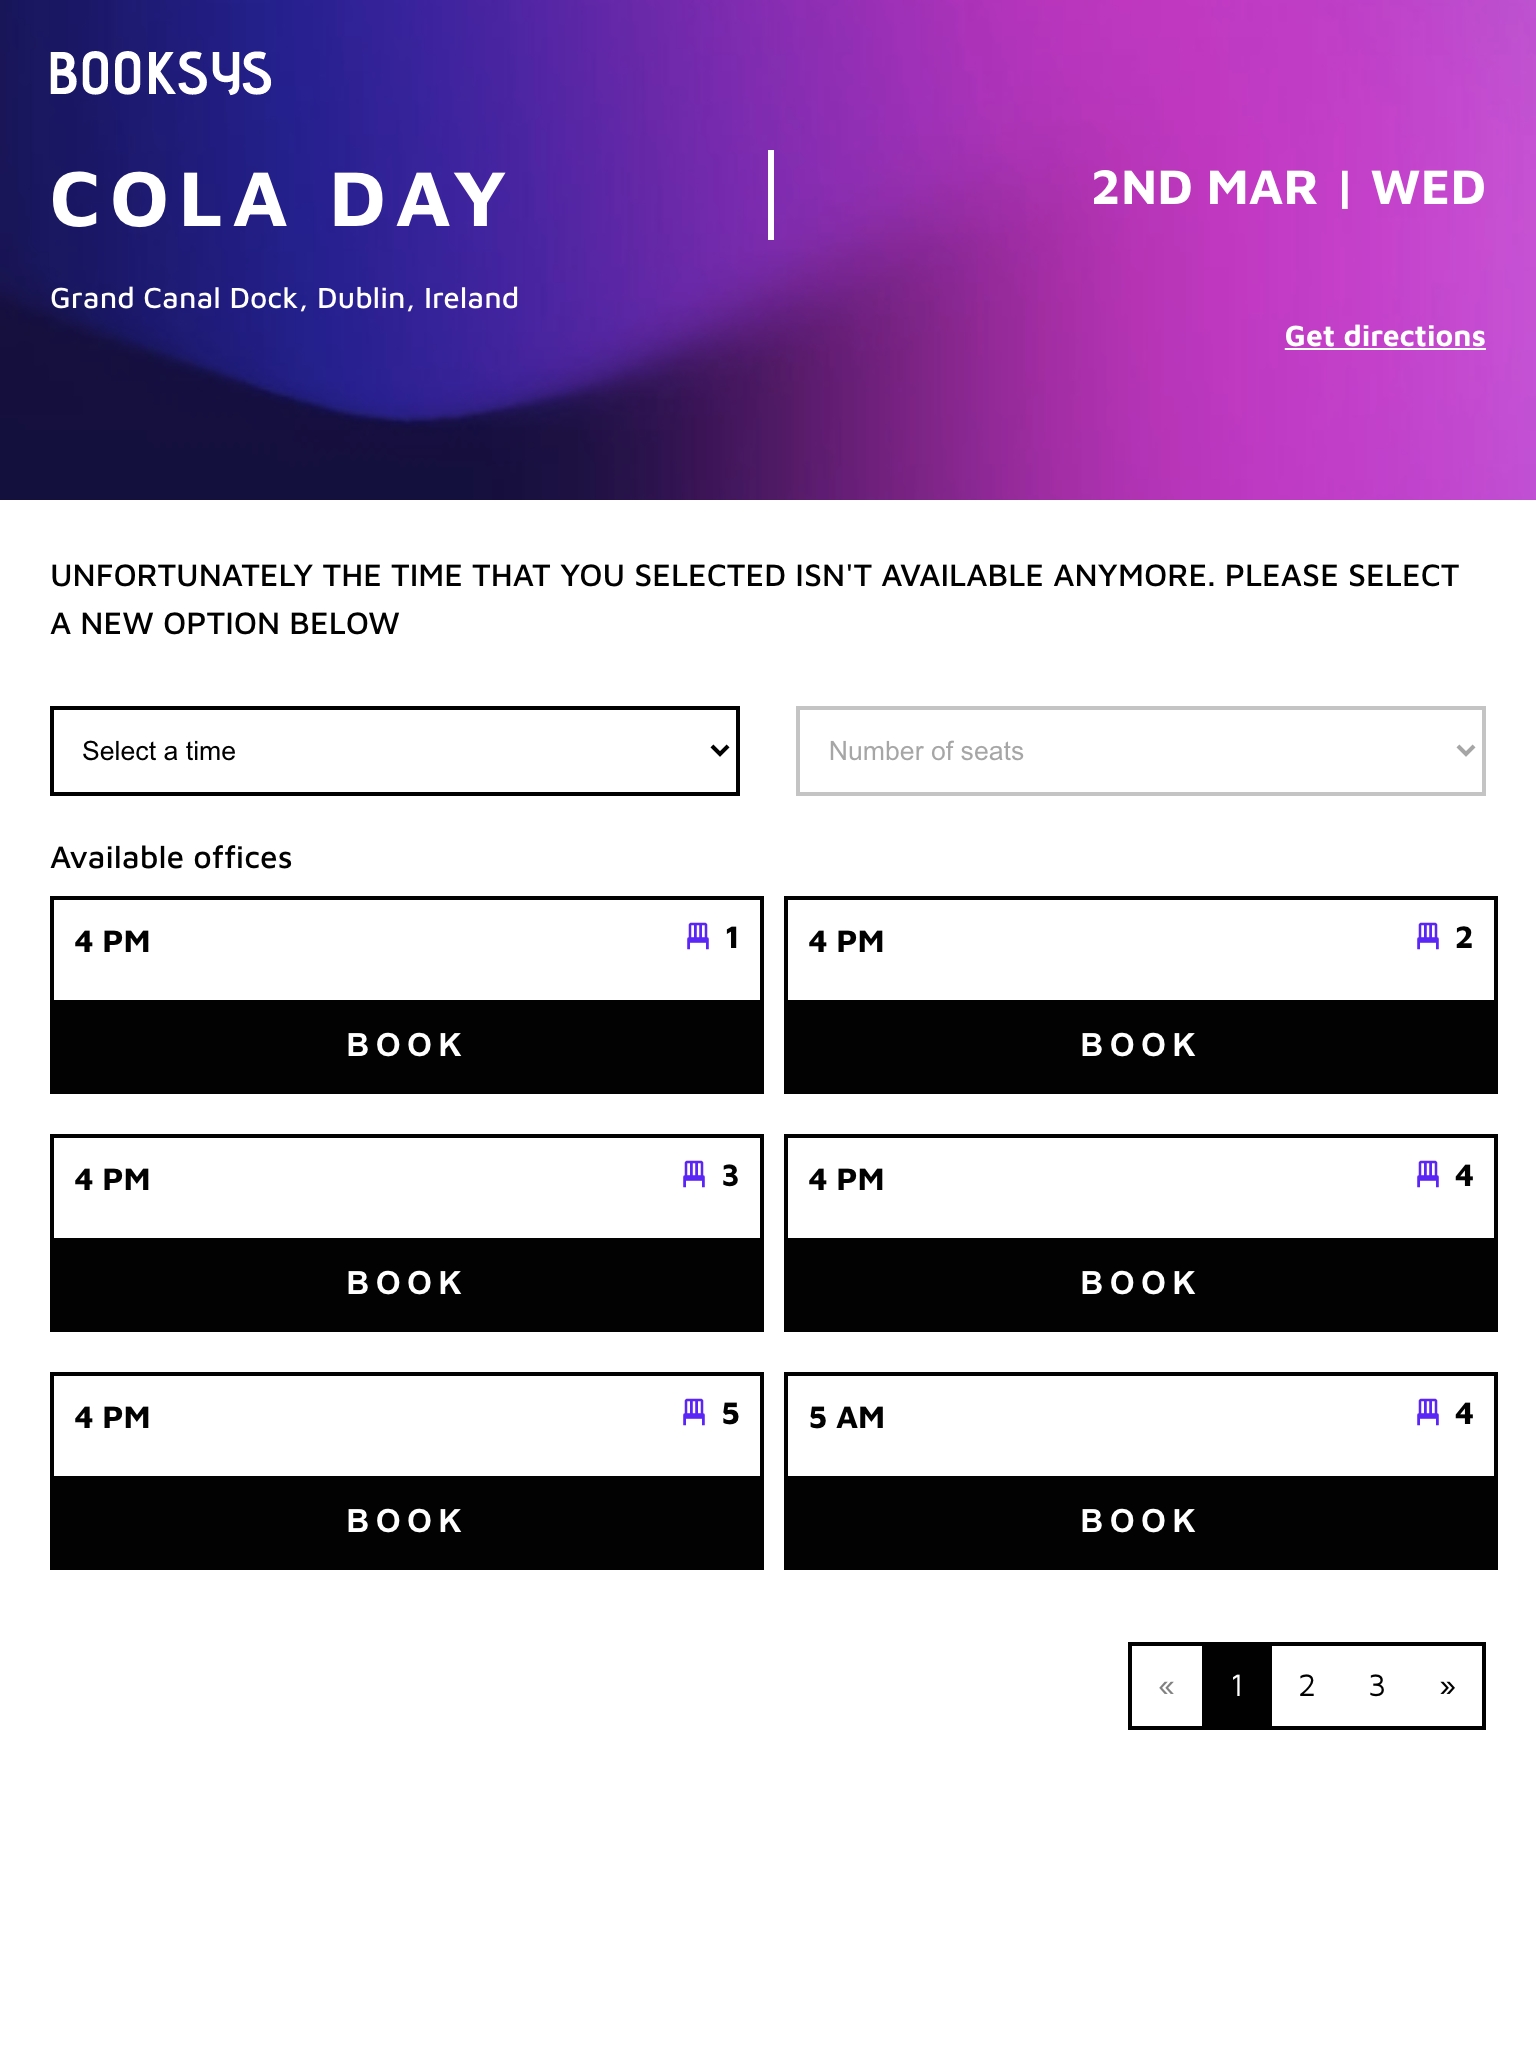 BOOKSYS
COLA DAY
2ND MAR | WED
Grand Canal Dock, Dublin, Ireland
Get directions
UNFORTUNATELY THE TIME THAT YOU SELECTED ISN'T AVAILABLE ANYMORE. PLEASE SELECT
A NEW OPTION BELOW
Select a time
Number of seats
Available offices
4 PM 1
BOOK
4 PM 2
BOOK
4 PM 3
BOOK
4 PM 4
BOOK
4 PM 5
BOOK
5 AM 4
BOOK
« 1 2 3 »